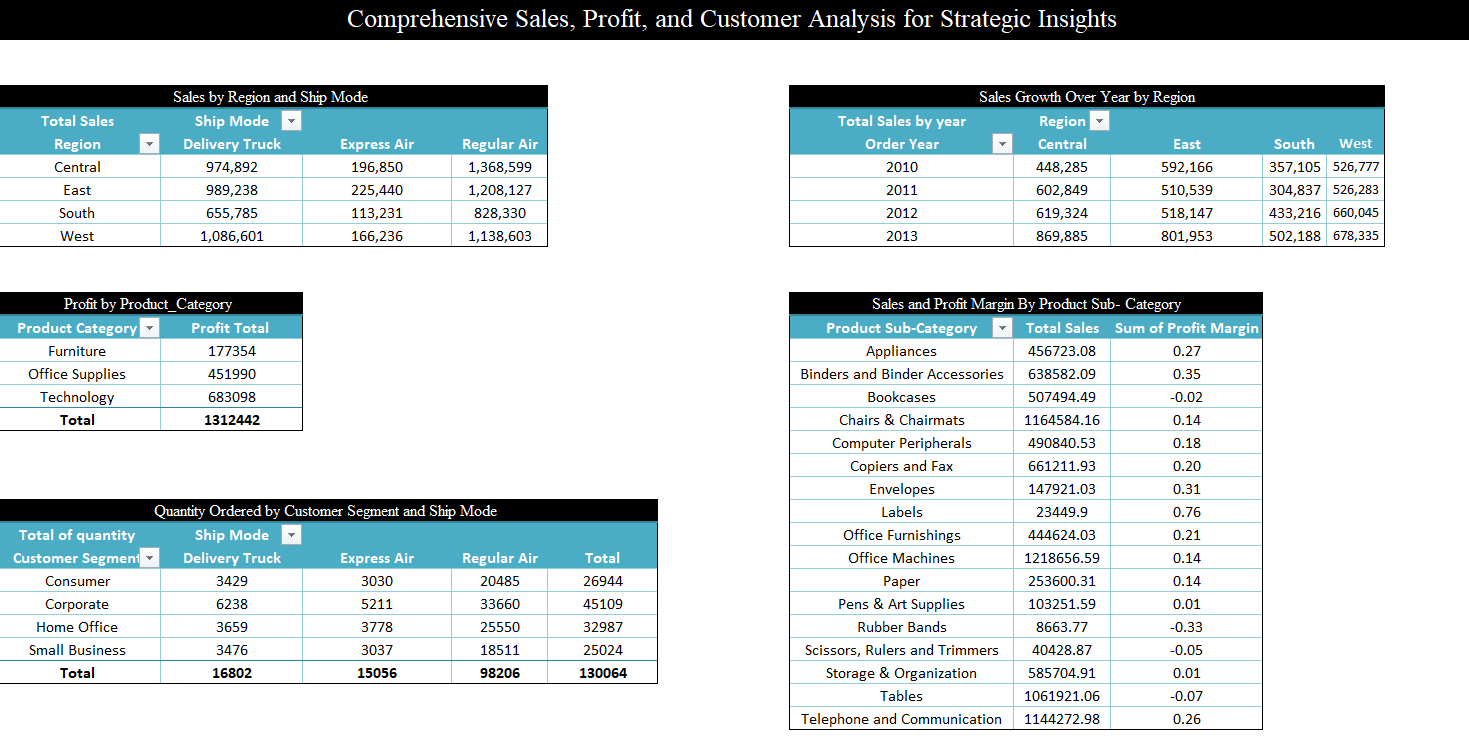 Comprehensive Sales, Profit, and Customer Analysis for Strategic Insights
Sales by Region and Ship Mode
Total Sales Ship Mode
Region Delivery Truck Express Air Regular Air
Central 974,892 196,850 1,368,599
East 989,238 225,440 1,208,127
South 655,785 113,231 828,330
West 1,086,601 166,236 1,138,603
Sales Growth Over Year by Region
Total Sales by year Region
Order Year Central East South West
2010 448,285 592,166 357,105 526,777
2011 602,849 510,539 304,837 526,283
2012 619,324 518,147 433,216 660,045
2013 869,885 801,953 502,188 678,335
Profit by Product_Category
Product Category Profit Total
Furniture 177354
Office Supplies 451990
Technology 683098
Total 1312442
Sales and Profit Margin By Product Sub- Category
Product Sub-Category Total Sales Sum of Profit Margin
Appliances 456723.08 0.27
Binders and Binder Accessories 638582.09 0.35
Bookcases 507494.49 -0.02
Chairs & Chairmats 1164584.16 0.14
Computer Peripherals 490840.53 0.18
Copiers and Fax 661211.93 0.20
Envelopes 147921.03 0.31
Labels 23449.9 0.76
Office Furnishings 444624.03 0.21
Office Machines 1218656.59 0.14
Paper 253600.31 0.14
Pens & Art Supplies 103251.59 0.01
Rubber Bands 8663.77 -0.33
Scissors, Rulers and Trimmers 40428.87 -0.05
Storage & Organization 585704.91 0.01
Tables 1061921.06 -0.07
Telephone and Communication 1144272.98 0.26
Quantity Ordered by Customer Segment and Ship Mode
Total of quantity Ship Mode
Customer Segment Delivery Truck Express Air Regular Air Total
Consumer 3429 3030 20485 26944
Corporate 6238 5211 33660 45109
Home Office 3659 3778 25550 32987
Small Business 3476 3037 18511 25024
Total 16802 15056 98206 130064